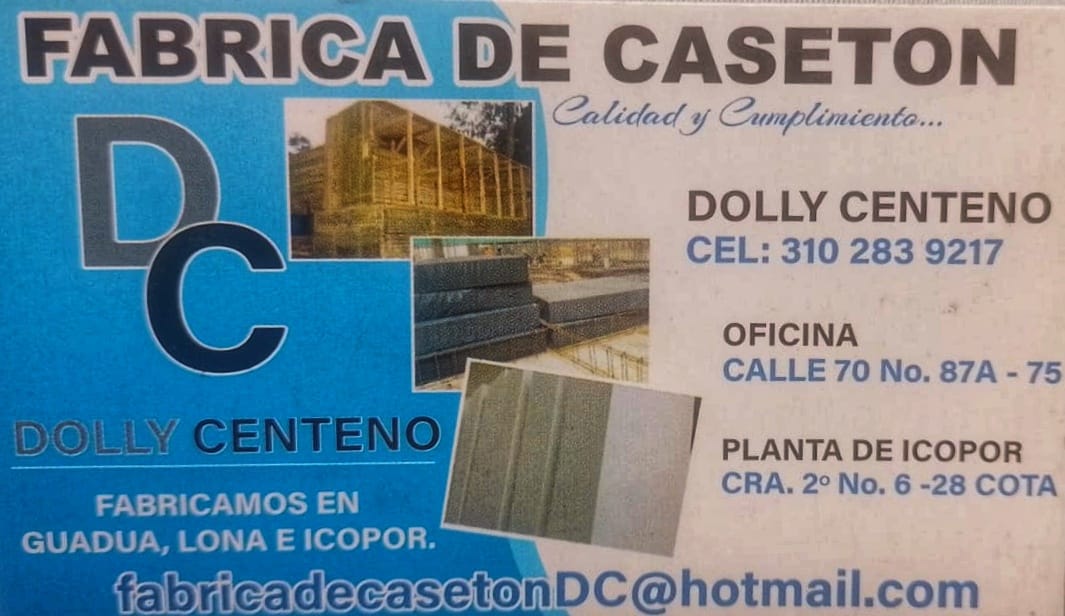 FABRICA DE CASETON
Calidad y Cumplimiento...
DC
DOLLY CENTENO
FABRICAMOS EN
GUADUA, LONA E ICOPOR.
DOLLY CENTENO
CEL: 310 283 9217
OFICINA
CALLE 70 No. 87A - 75
PLANTA DE ICOPOR
CRA. 2º No. 6 -28 COTA
fabricadecasetonDC@hotmail.com